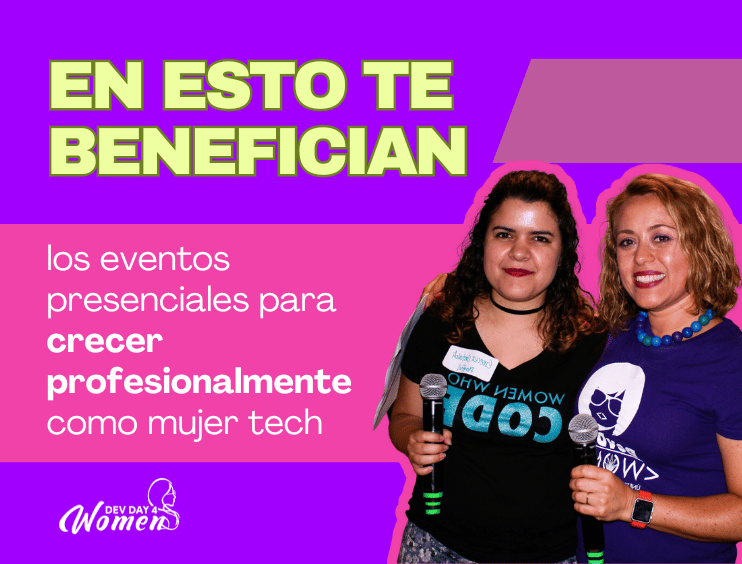 EN ESTO TE
BENEFICIAN
los eventos
presenciales para
crecer
profesionalmente
como mujer tech
WOMEN WHO
CODE
DEV DAY 4
Women